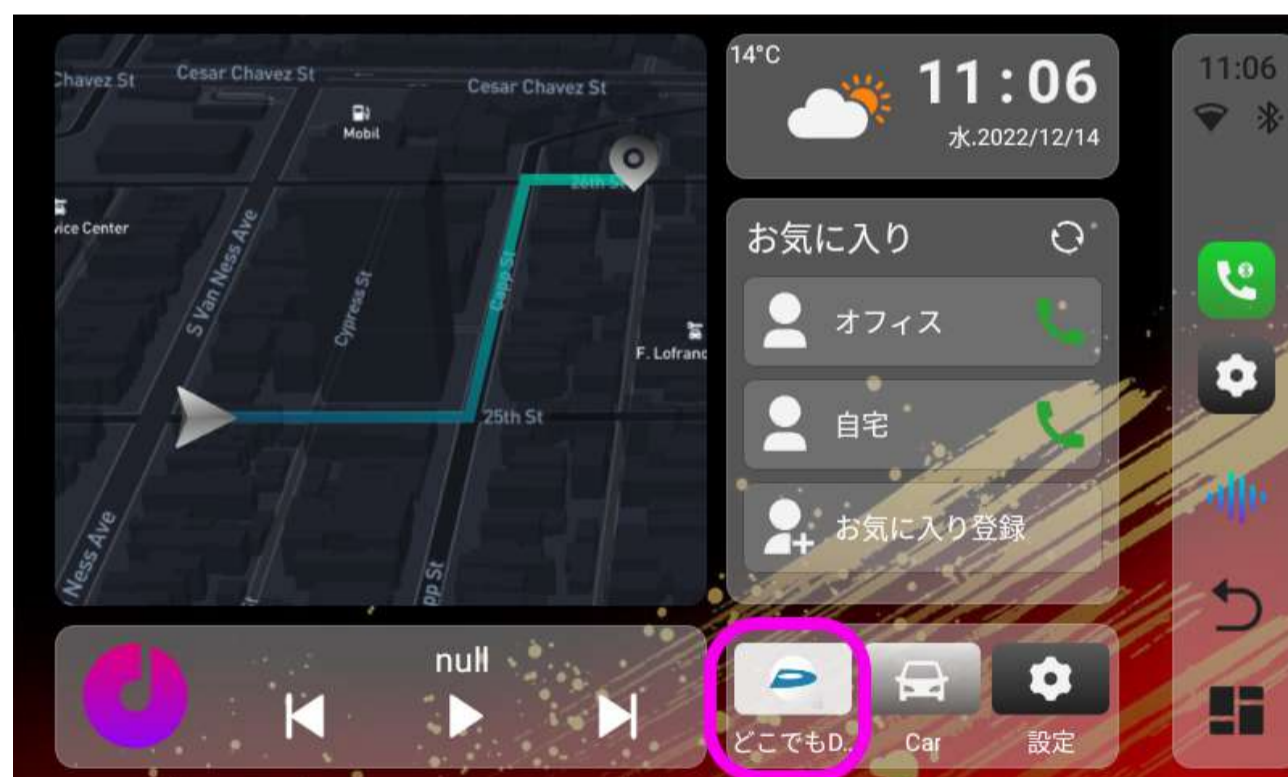 Chavez St
Cesar Chavez St
Cesar Chavez St
Mobil
26th St
vice Center
S Van Ness Ave
Cypress St
Capp St
F. Lofranc
25th St
Ness Ave
pp St
14°C
11:06
水.2022/12/14
お気に入り
オフィス
自宅
お気に入り登録
null
どこでもD..
Car
設定
11:06